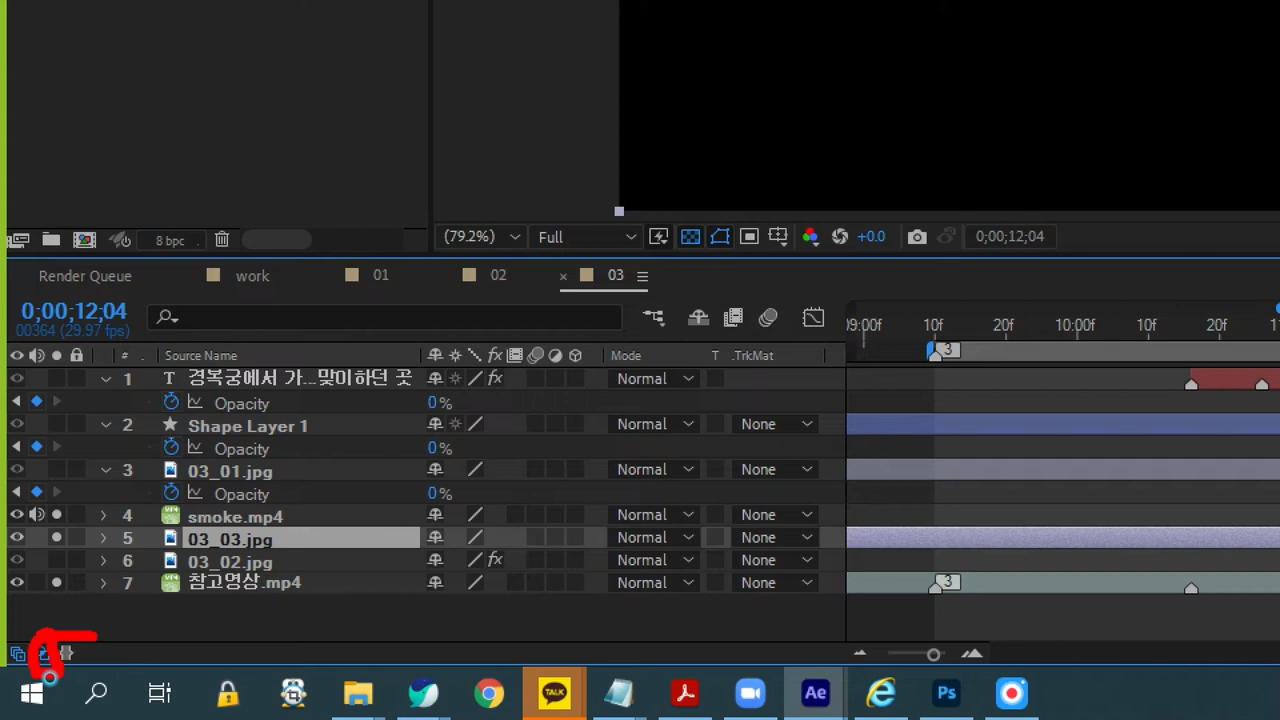 8 bpc
(79.2%)
Full
+0.0
0;00;12;04
Render Queue
work
01
02
× 03
0;00;12;04
00364 (29.97 fps)
09:00f 10f 20f 10:00f 10f 20f
# Source Name fx Mode T .TrkMat
3
1 T 경복궁에서 가...맞이하던 곳 fx Normal
Opacity 0 %
2 Shape Layer 1 Normal None
Opacity 0 %
3 03_01.jpg Normal None
Opacity 0 %
4 smoke.mp4 Normal None
5 03_03.jpg Normal None
6 03_02.jpg fx Normal None
7 참고영상.mp4 Normal None 3
TALK
Ae
Ps